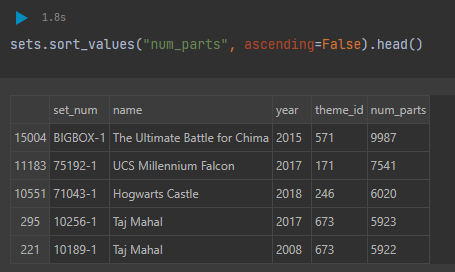 1.8s
sets.sort_values("num_parts", ascending=False).head()
set_num name year theme_id num_parts
15004 BIGBOX-1 The Ultimate Battle for China 2015 571 9987
11183 75192-1 UCS Millennium Falcon 2017 171 7541
10551 71043-1 Hogwarts Castle 2018 246 6020
295 10256-1 Taj Mahal 2017 673 5923
221 10189-1 Taj Mahal 2008 673 5922